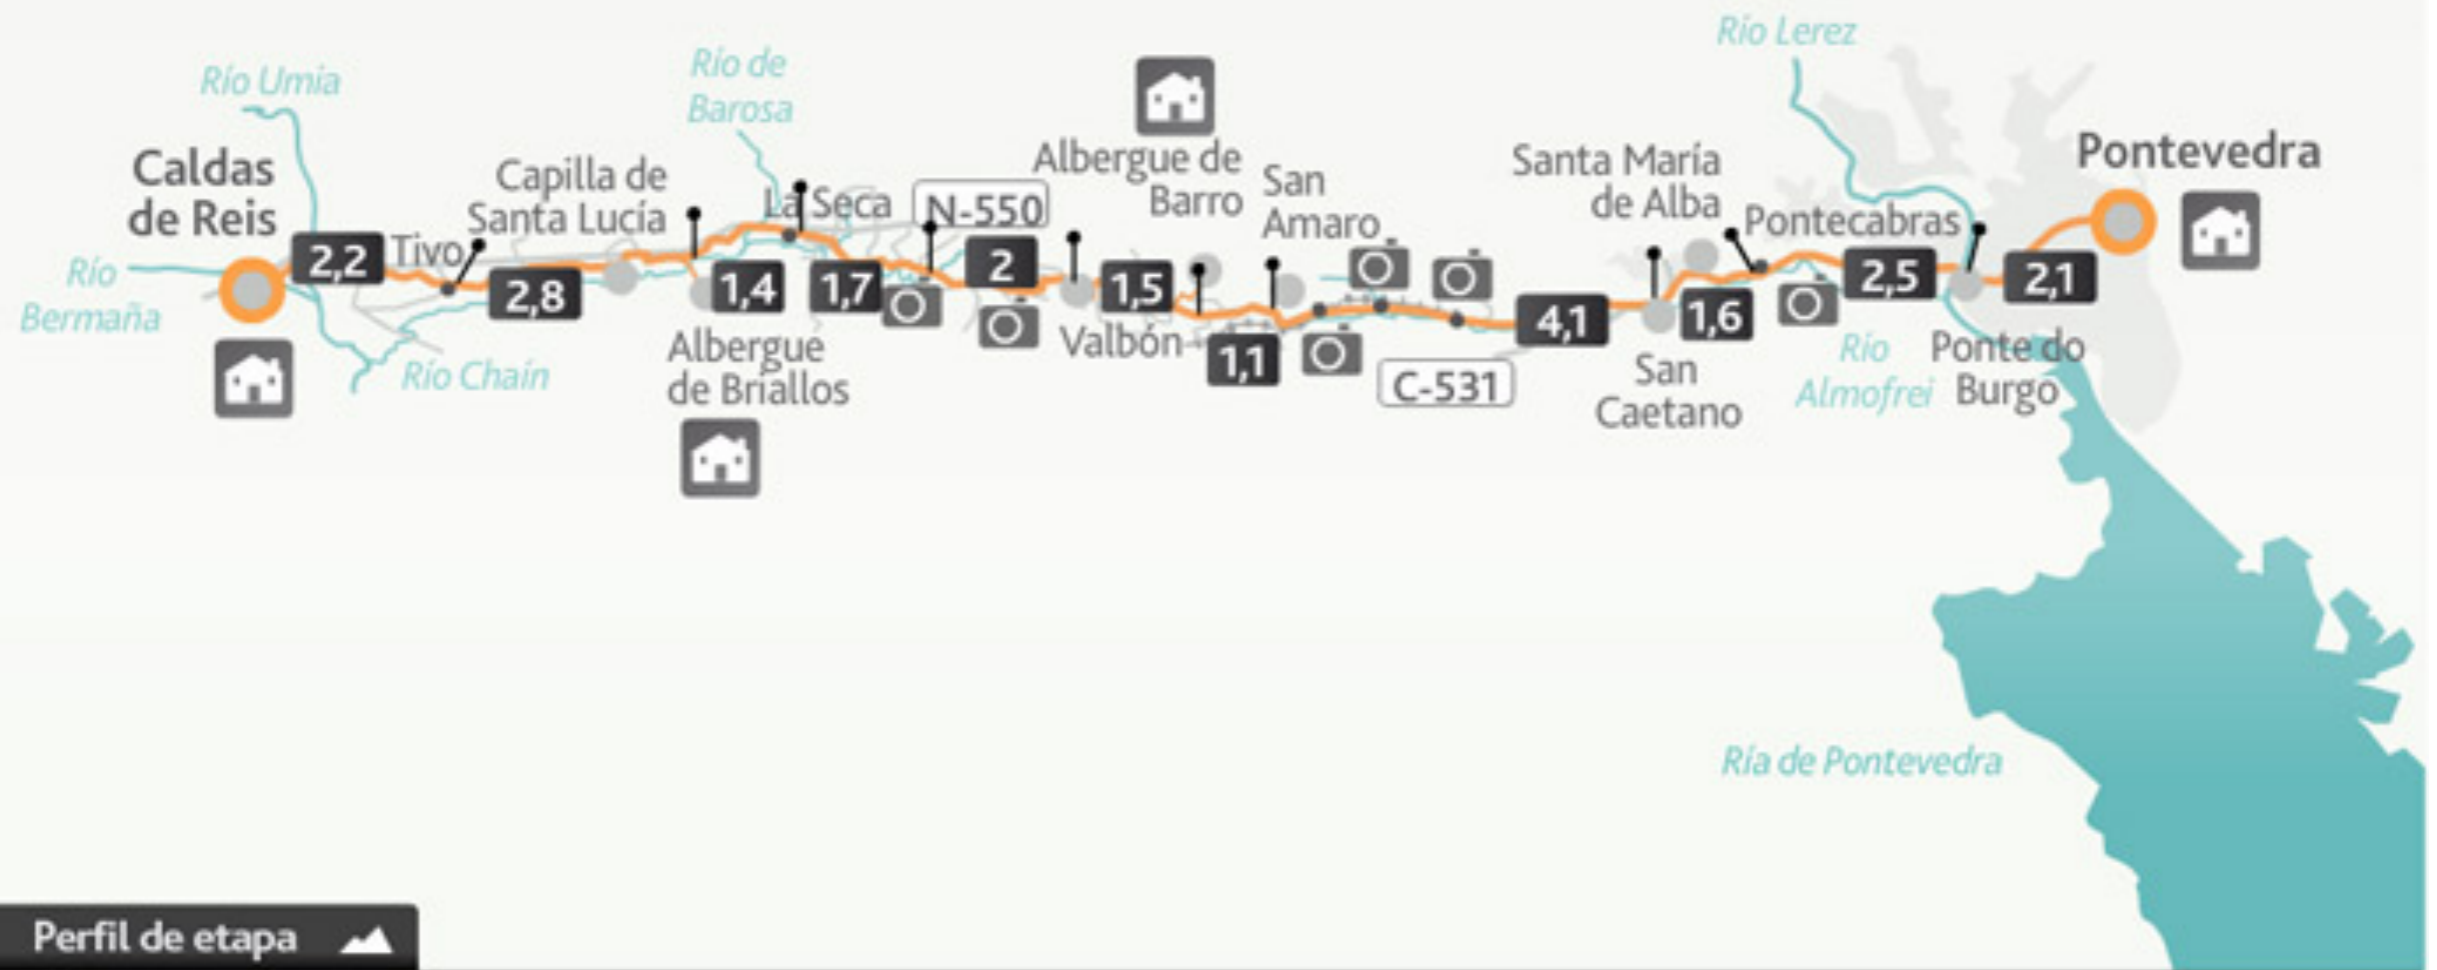 Río Lerez
Río Umia
Río de
Barosa
Caldas
de Reis
Capilla de
Santa Lucía
La Seca
N-550
Albergue de
Barro
San
Amaro
Santa María
de Alba
Pontecabras
Pontevedra
Río
Bermaña
2,2
Tivo
2,8
1,4
1,7
2
1,5
Valbón
1,1
4,1
1,6
2,5
2,1
Albergue
de Briallos
Río Chaín
C-531
San
Caetano
Río
Almofrei
Ponte do
Burgo
Ría de Pontevedra
Perfil de etapa